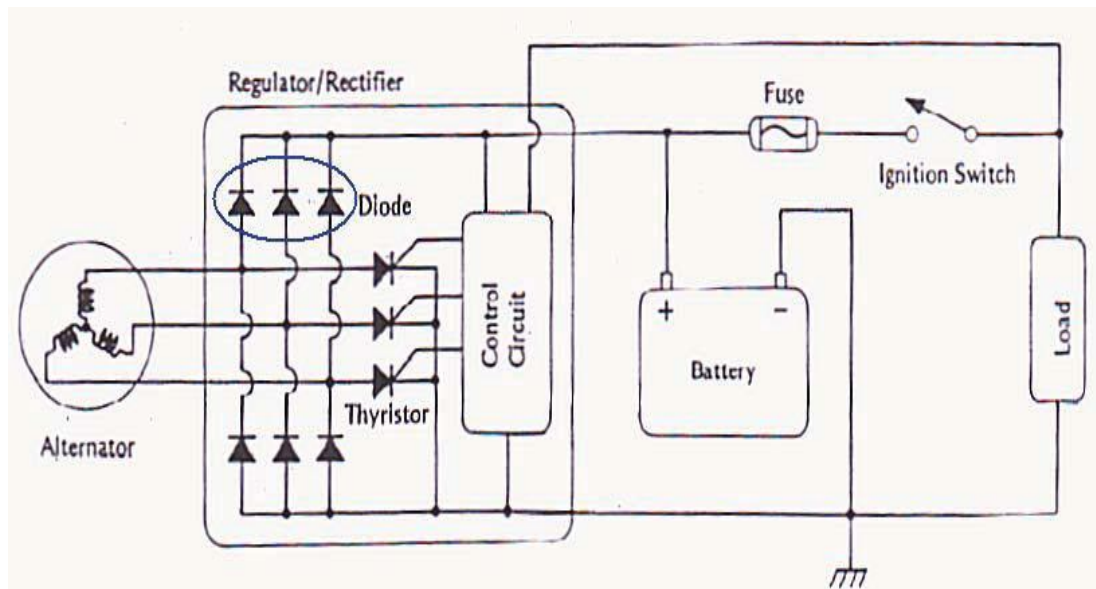 Regulator/Rectifier
Fuse
Ignition Switch
Diode
Control
Circuit
+
-
Battery
Load
Thyristor
Alternator